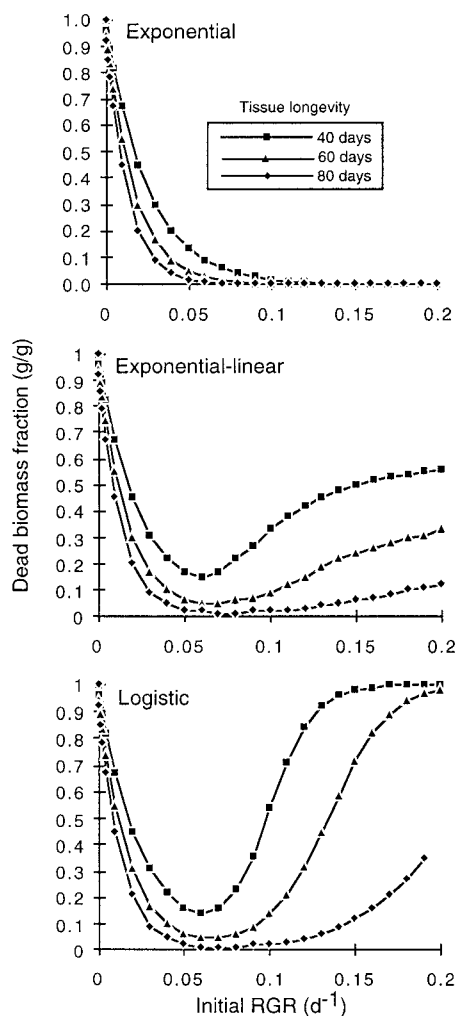 Exponential
Tissue longevity
40 days
60 days
80 days
1.0
0.9
0.8
0.7
0.6
0.5
0.4
0.3
0.2
0.1
0.0
0 0.05 0.1 0.15 0.2
Dead biomass fraction (g/g)
Exponential-linear
1
0.9
0.8
0.7
0.6
0.5
0.4
0.3
0.2
0.1
0
0 0.05 0.1 0.15 0.2
Logistic
1
0.9
0.8
0.7
0.6
0.5
0.4
0.3
0.2
0.1
0
0 0.05 0.1 0.15 0.2
Initial RGR (d⁻¹)